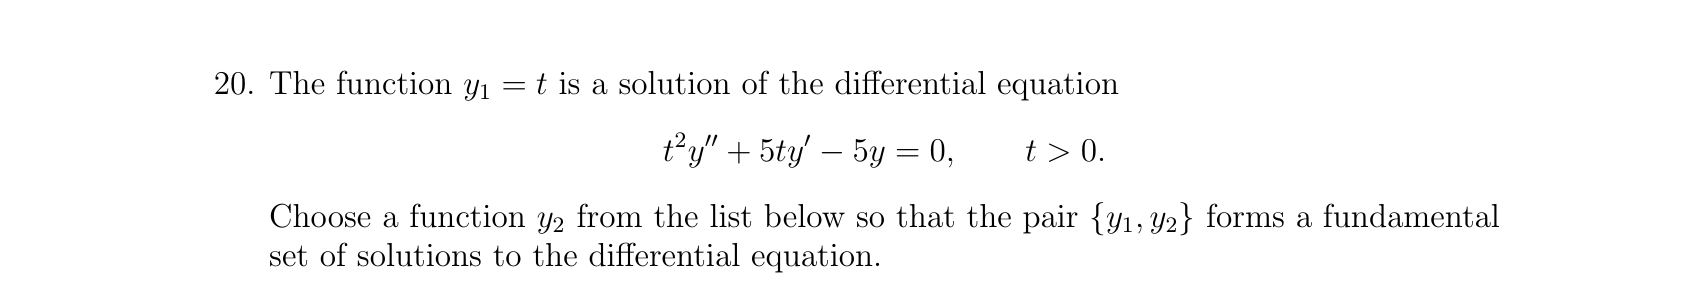 20. The function y₁ = t is a solution of the differential equation
t²y″ + 5ty′ − 5y = 0, t > 0.
Choose a function y₂ from the list below so that the pair {y₁, y₂} forms a fundamental
set of solutions to the differential equation.